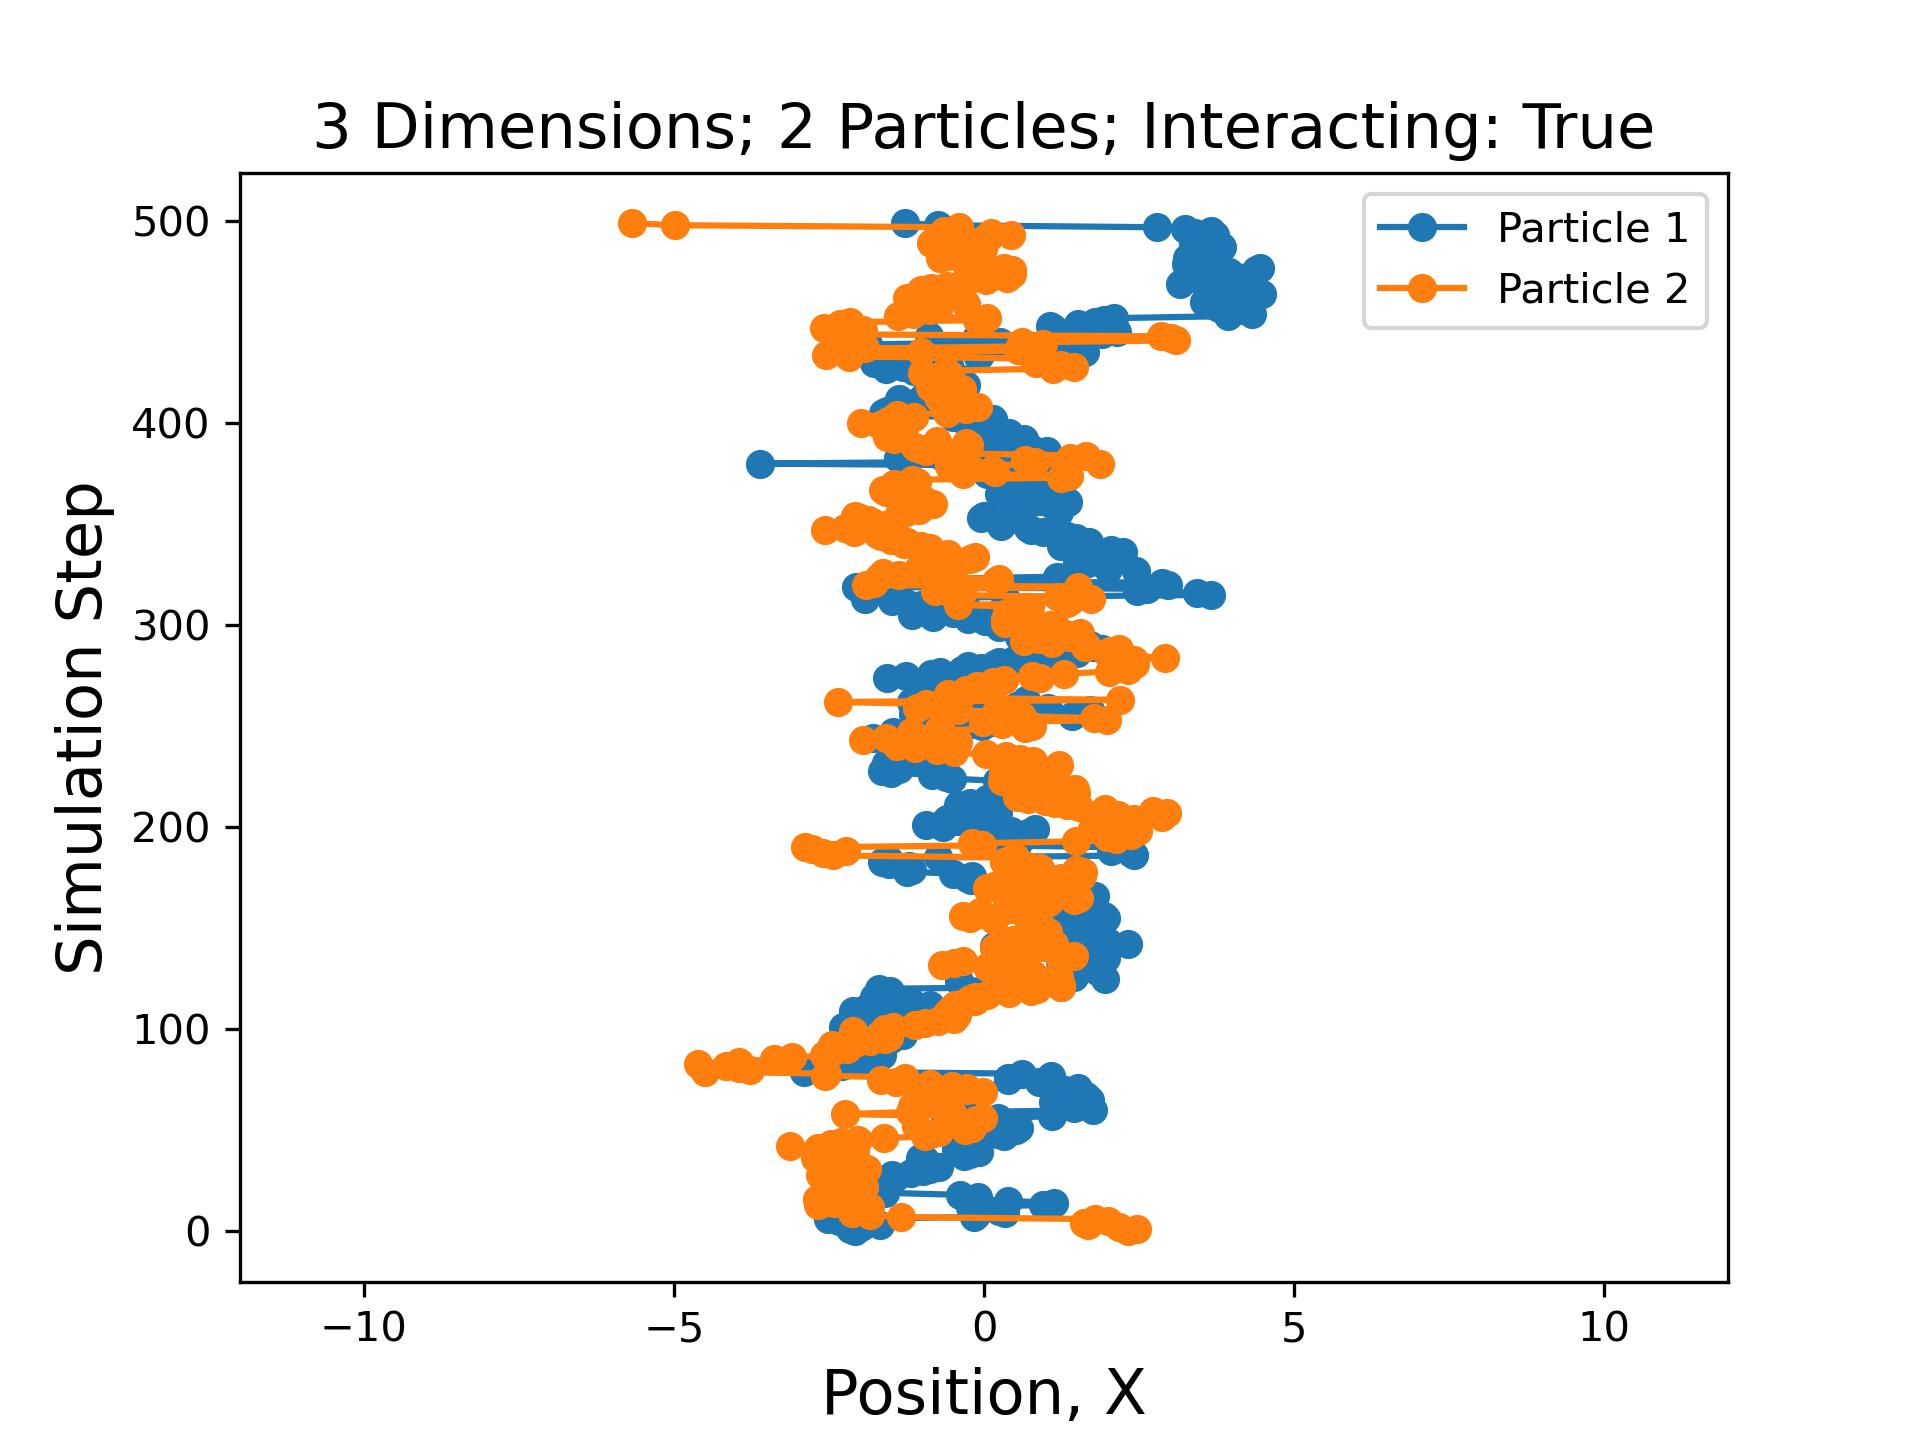 3 Dimensions; 2 Particles; Interacting: True
Particle 1
Particle 2
Simulation Step
500
400
300
200
100
0
−10
−5
0
5
10
Position, X